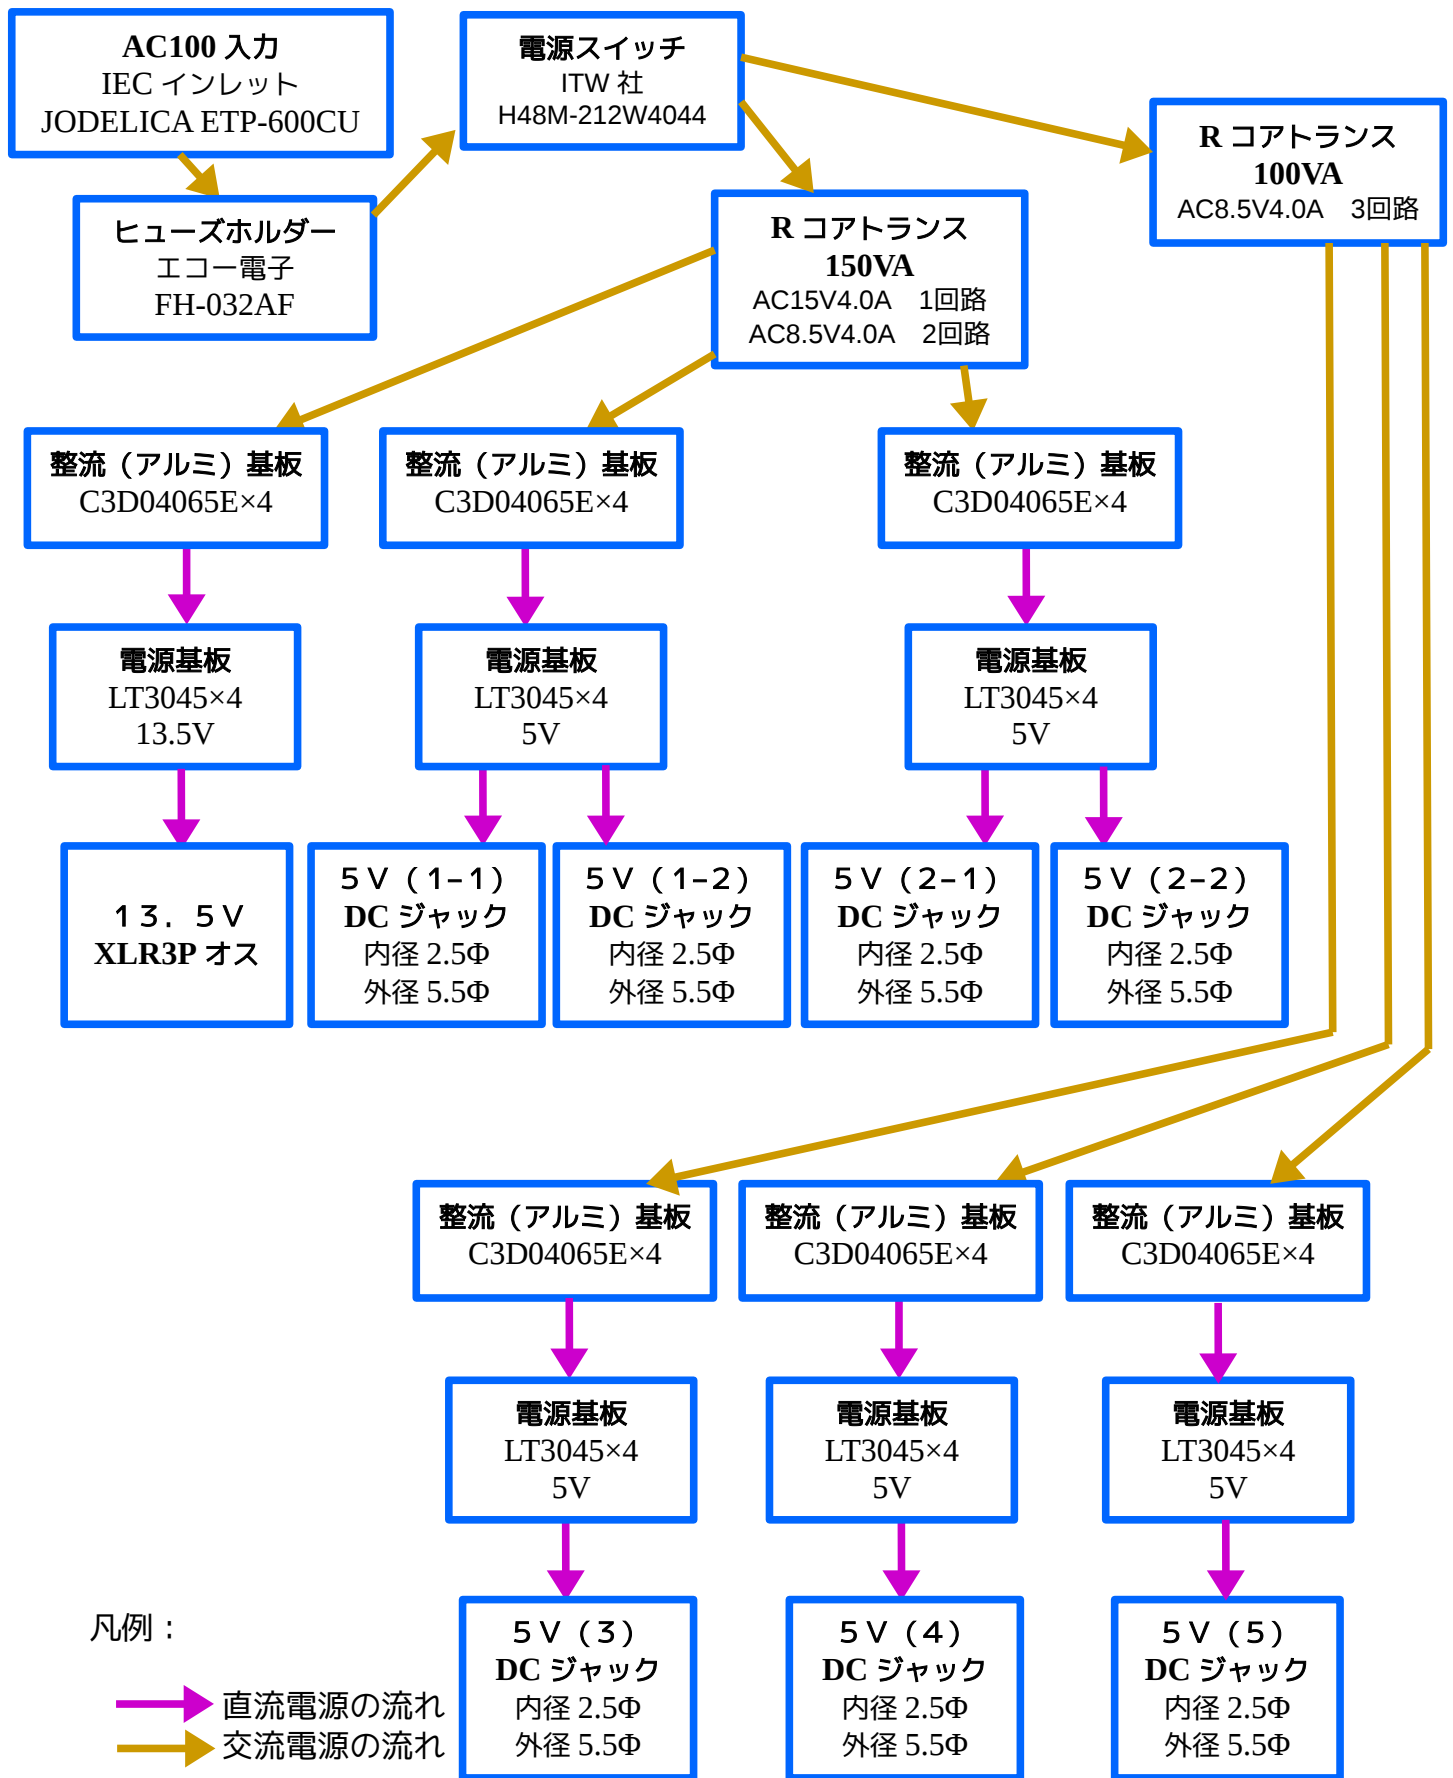 AC100 入力
IEC インレット
JODELICA ETP-600CU
電源スイッチ
ITW 社
H48M-212W4044
R コアトランス
100VA
AC8.5V4.0A　3回路
ヒューズホルダー
エコー電子
FH-032AF
R コアトランス
150VA
AC15V4.0A　1回路
AC8.5V4.0A　2回路
整流（アルミ）基板
C3D04065E×4
整流（アルミ）基板
C3D04065E×4
整流（アルミ）基板
C3D04065E×4
電源基板
LT3045×4
13.5V
電源基板
LT3045×4
5V
電源基板
LT3045×4
5V
１３．５Ｖ
XLR3P オス
５Ｖ（１−１）
DC ジャック
内径 2.5Φ
外径 5.5Φ
５Ｖ（１−２）
DC ジャック
内径 2.5Φ
外径 5.5Φ
５Ｖ（２−１）
DC ジャック
内径 2.5Φ
外径 5.5Φ
５Ｖ（２−２）
DC ジャック
内径 2.5Φ
外径 5.5Φ
整流（アルミ）基板
C3D04065E×4
整流（アルミ）基板
C3D04065E×4
整流（アルミ）基板
C3D04065E×4
電源基板
LT3045×4
5V
電源基板
LT3045×4
5V
電源基板
LT3045×4
5V
５Ｖ（３）
DC ジャック
内径 2.5Φ
外径 5.5Φ
５Ｖ（４）
DC ジャック
内径 2.5Φ
外径 5.5Φ
５Ｖ（５）
DC ジャック
内径 2.5Φ
外径 5.5Φ
凡例：
直流電源の流れ
交流電源の流れ